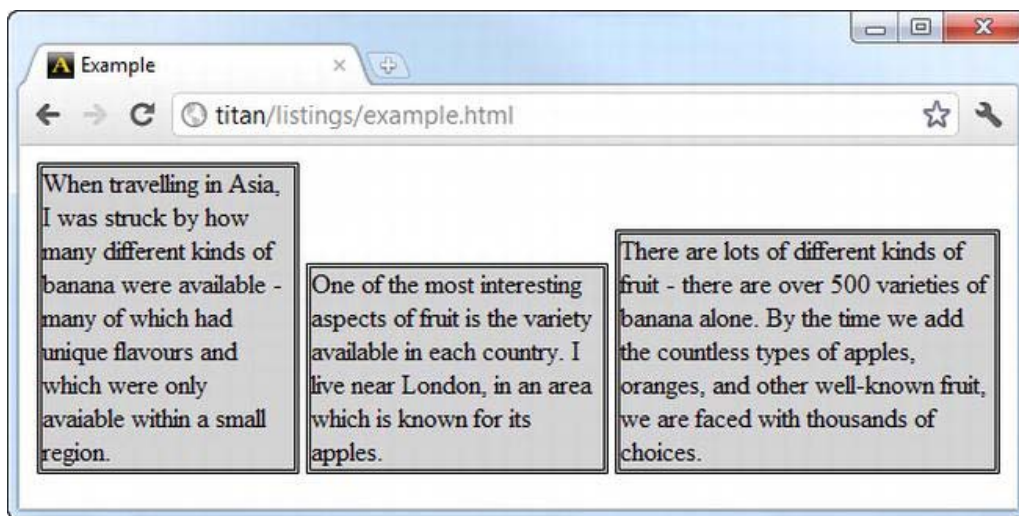 A Example
titan/listings/example.html
When travelling in Asia,
I was struck by how
many different kinds of
banana were available -
many of which had
unique flavours and
which were only
avaiable within a small
region.
One of the most interesting
aspects of fruit is the variety
available in each country. I
live near London, in an area
which is known for its
apples.
There are lots of different kinds of
fruit - there are over 500 varieties of
banana alone. By the time we add
the countless types of apples,
oranges, and other well-known fruit,
we are faced with thousands of
choices.